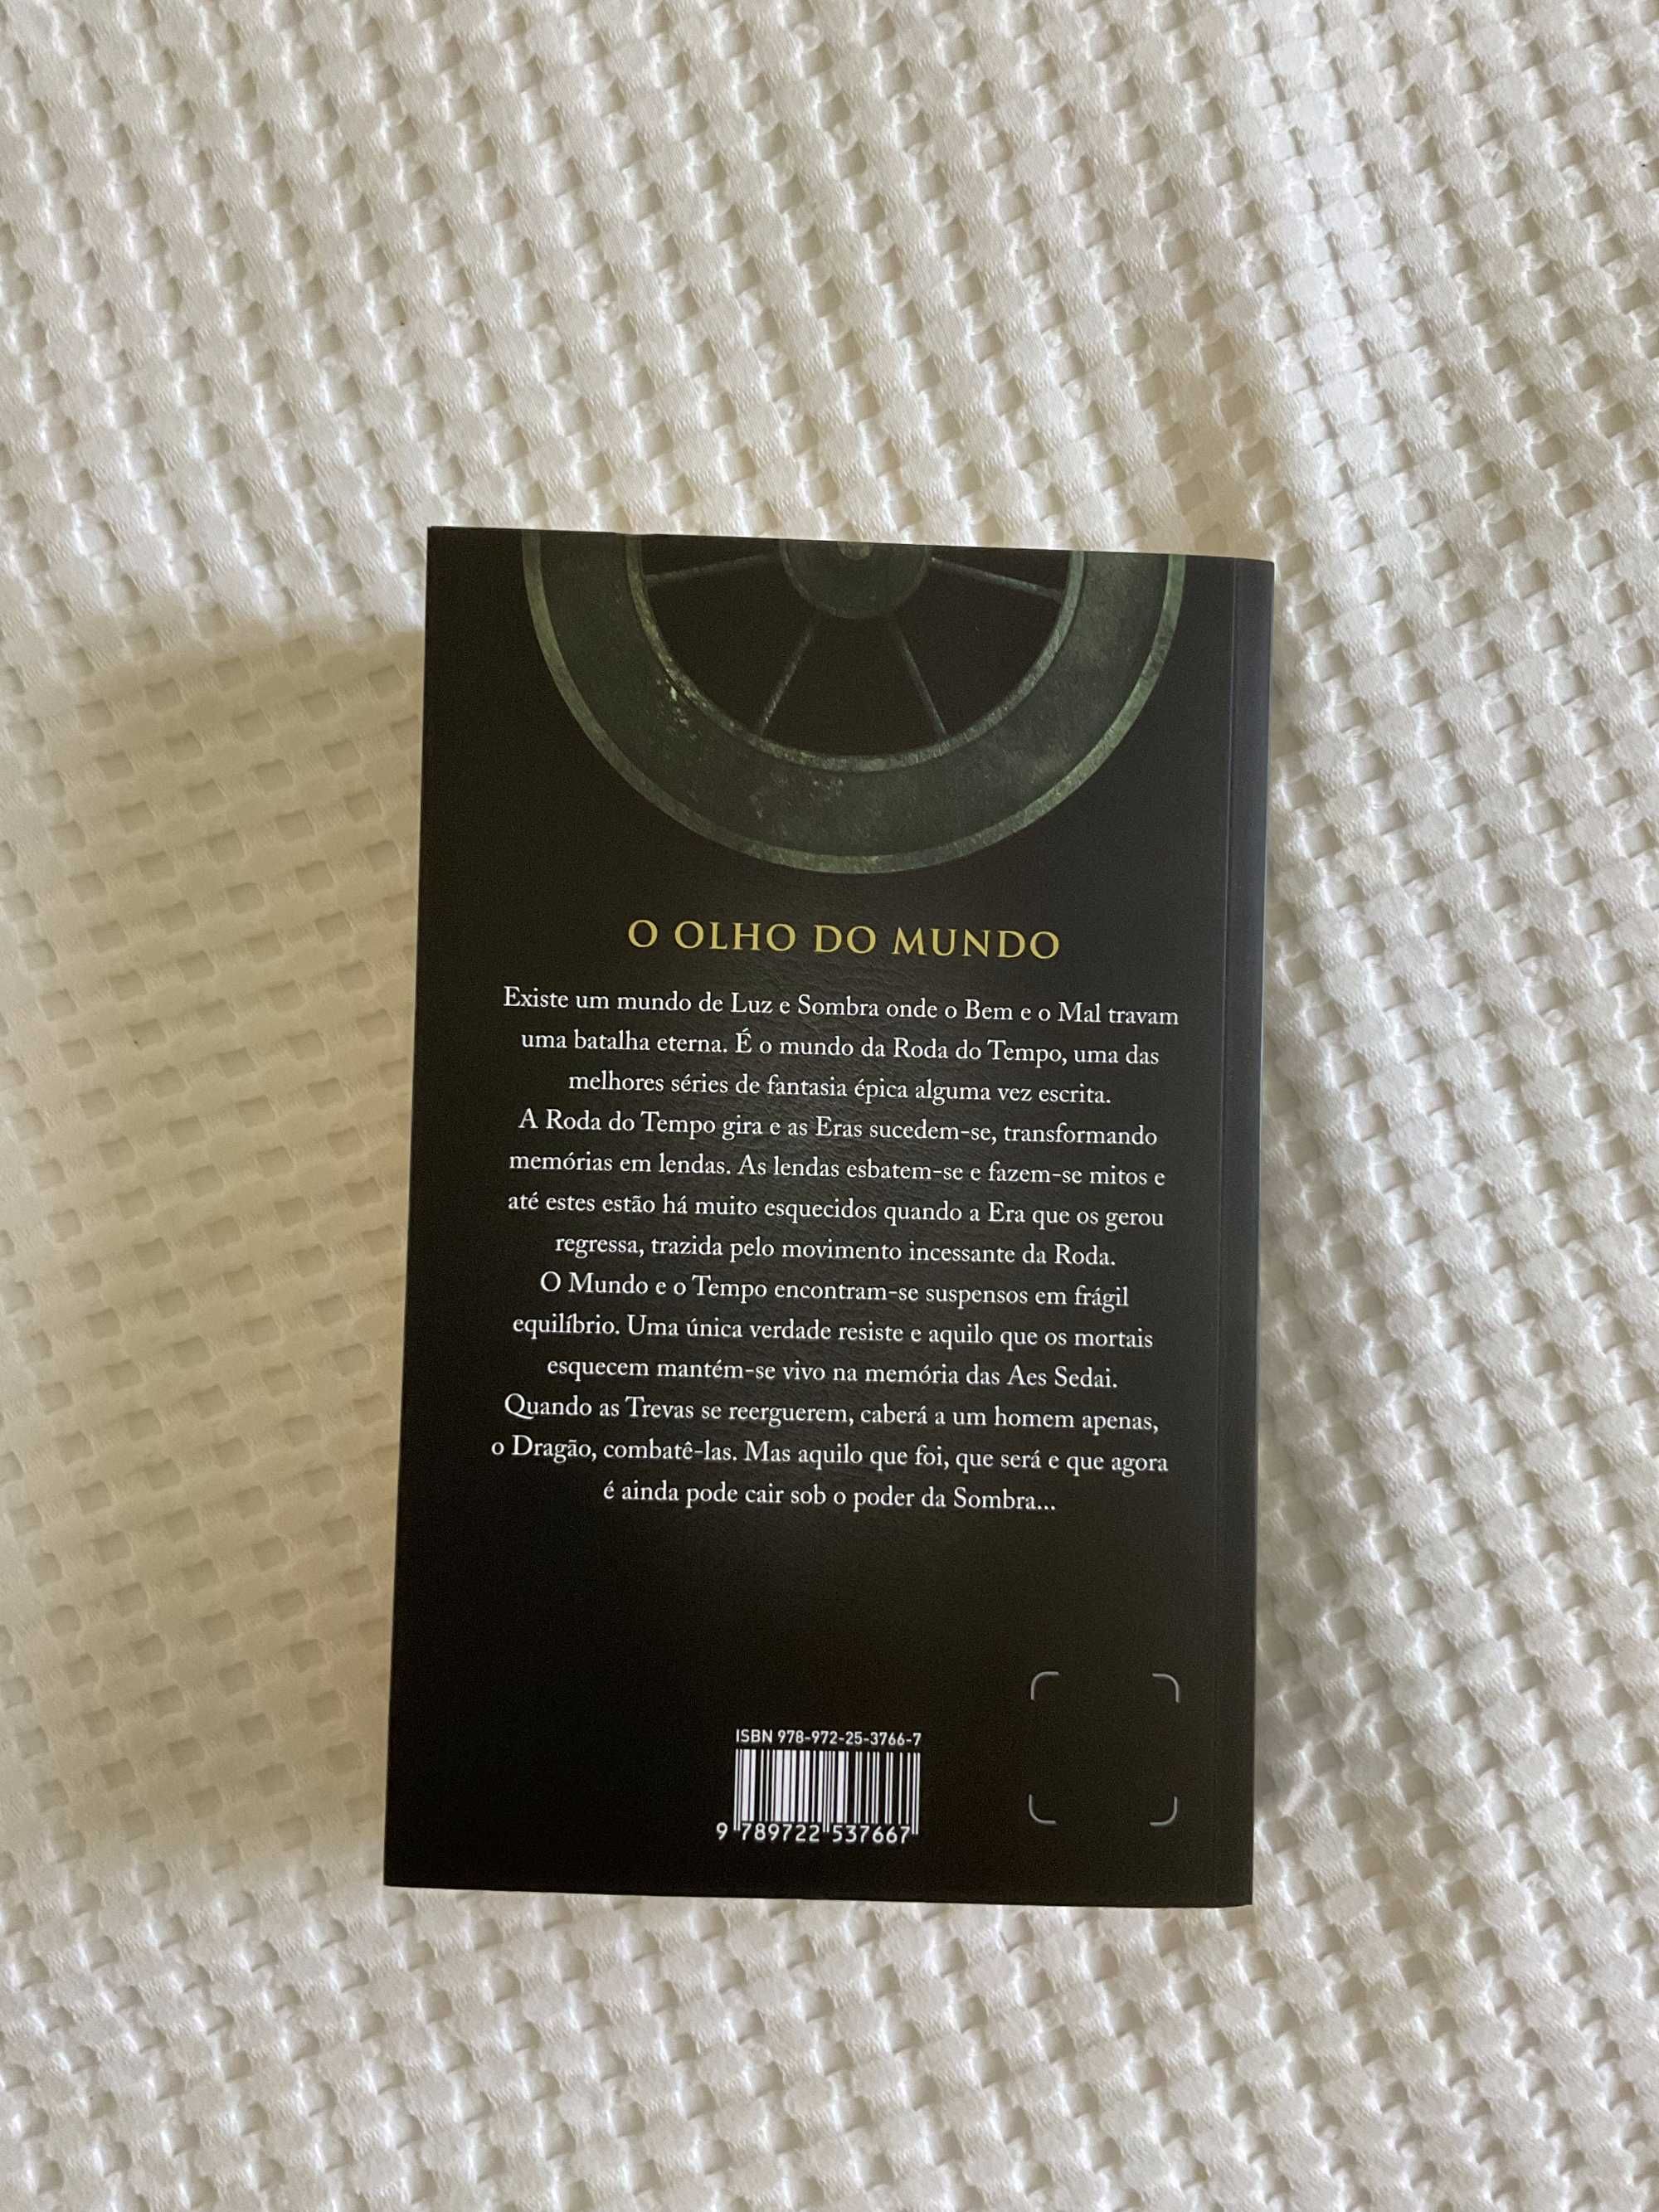 O OLHO DO MUNDO
Existe um mundo de Luz e Sombra onde o Bem e o Mal travam
uma batalha eterna. É o mundo da Roda do Tempo, uma das
melhores séries de fantasia épica alguma vez escrita.
A Roda do Tempo gira e as Eras sucedem-se, transformando
memórias em lendas. As lendas esbatem-se e fazem-se mitos e
até estes estão há muito esquecidos quando a Era que os gerou
regressa, trazida pelo movimento incessante da Roda.
O Mundo e o Tempo encontram-se suspensos em frágil
equilíbrio. Uma única verdade resiste e aquilo que os mortais
esquecem mantém-se vivo na memória das Aes Sedai.
Quando as Trevas se reerguerem, caberá a um homem apenas,
o Dragão, combatê-las. Mas aquilo que foi, que será e que agora
é ainda pode cair sob o poder da Sombra...
ISBN 978-972-25-3766-7
9 789722 537667